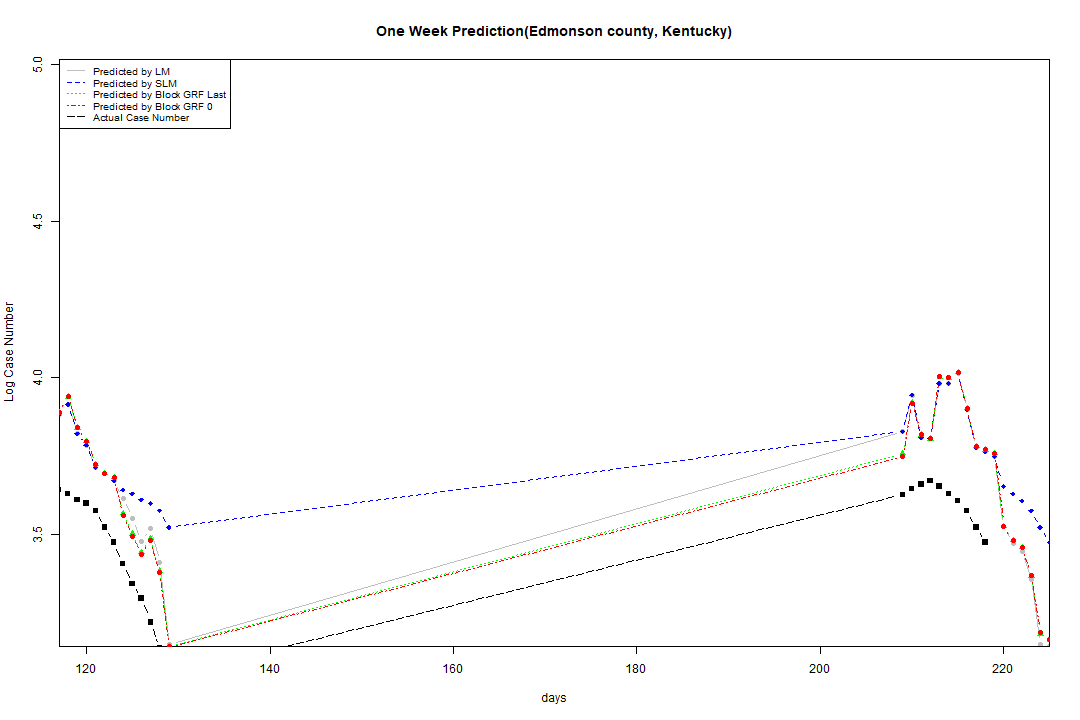 One Week Prediction(Edmonson county, Kentucky)
Predicted by LM
Predicted by SLM
Predicted by Block GRF Last
Predicted by Block GRF 0
Actual Case Number
5.0
4.5
4.0
3.5
Log Case Number
120 140 160 180 200 220
days